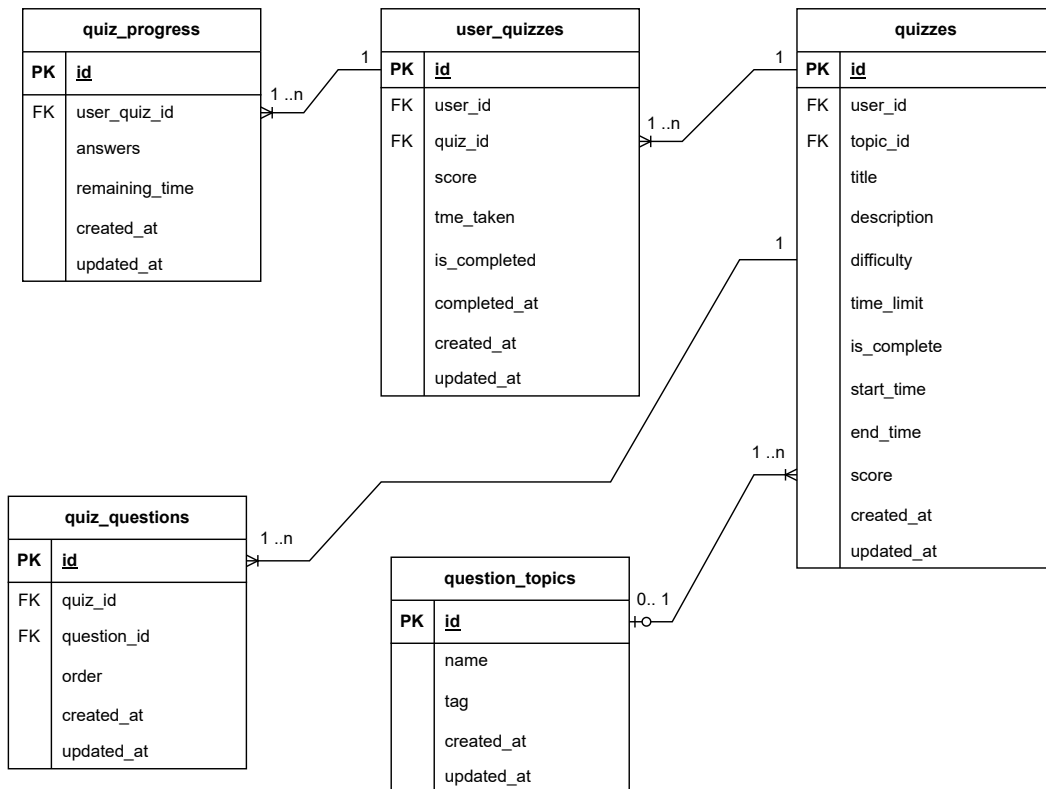 quiz_progress
PK id
FK user_quiz_id
answers
remaining_time
created_at
updated_at
1 ..n
1
user_quizzes
PK id
FK user_id
FK quiz_id
score
tme_taken
is_completed
completed_at
created_at
updated_at
1 ..n
1
quizzes
PK id
FK user_id
FK topic_id
title
description
difficulty
time_limit
is_complete
start_time
end_time
score
created_at
updated_at
1
1 ..n
quiz_questions
PK id
FK quiz_id
FK question_id
order
created_at
updated_at
1 ..n
question_topics
PK id
name
tag
created_at
updated_at
0.. 1